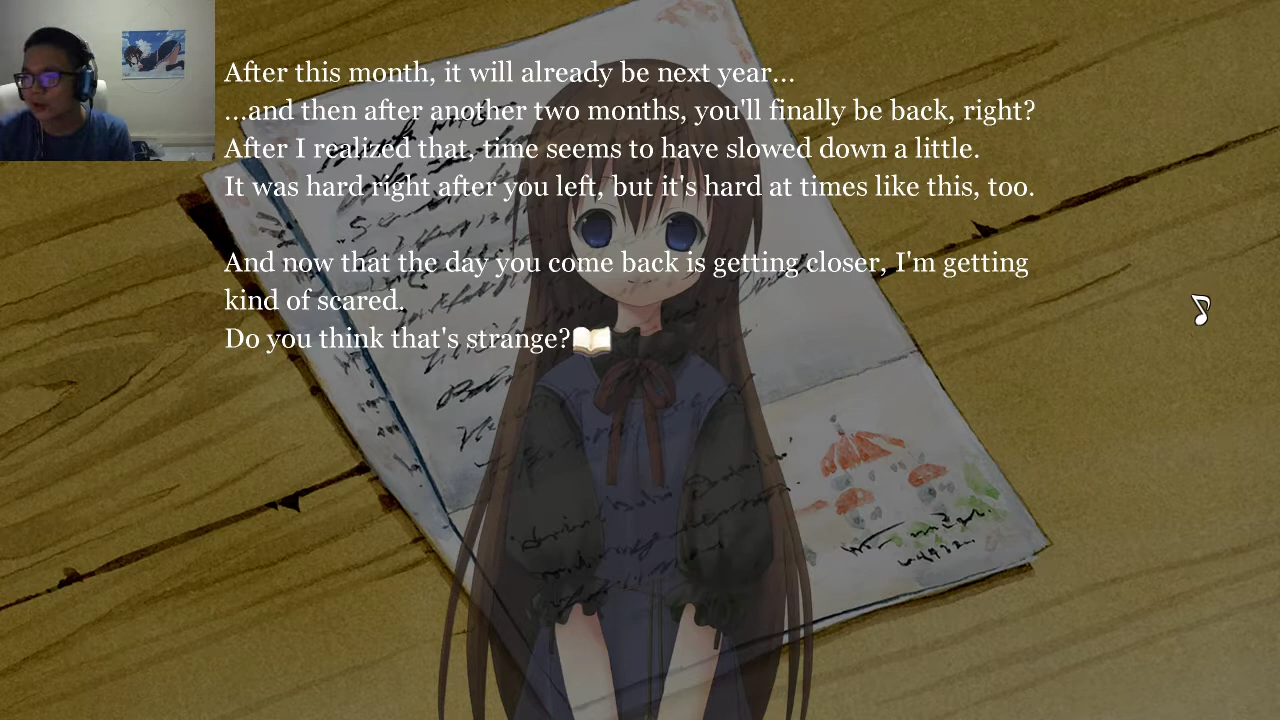 After this month, it will already be next year...
...and then after another two months, you'll finally be back, right?
After I realized that, time seems to have slowed down a little.
It was hard right after you left, but it's hard at times like this, too.
And now that the day you come back is getting closer, I'm getting
kind of scared.
Do you think that's strange?